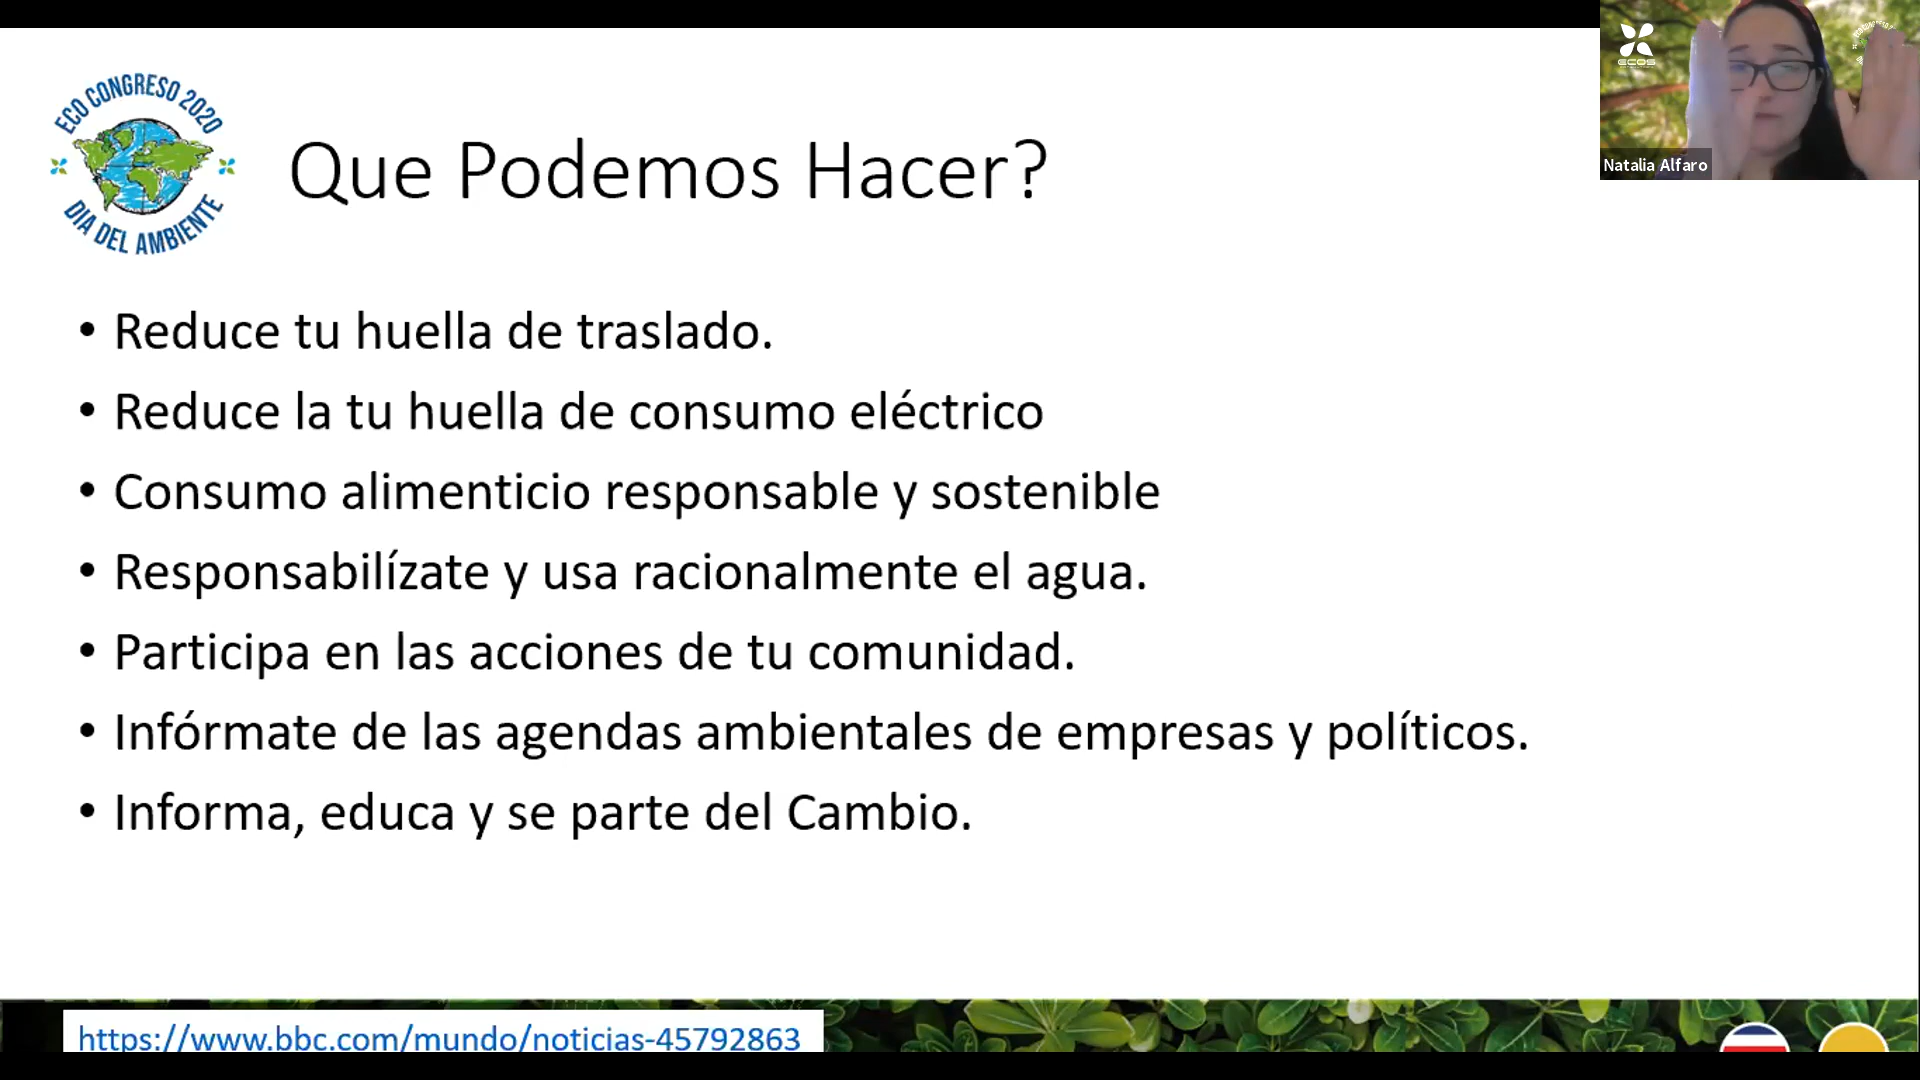 ECO CONGRESO 2020
DIA DEL AMBIENTE
Que Podemos Hacer?
• Reduce tu huella de traslado.
• Reduce la tu huella de consumo eléctrico
• Consumo alimenticio responsable y sostenible
• Responsabilízate y usa racionalmente el agua.
• Participa en las acciones de tu comunidad.
• Infórmate de las agendas ambientales de empresas y políticos.
• Informa, educa y se parte del Cambio.
https://www.bbc.com/mundo/noticias-45792863
ECOS
Natalia Alfaro